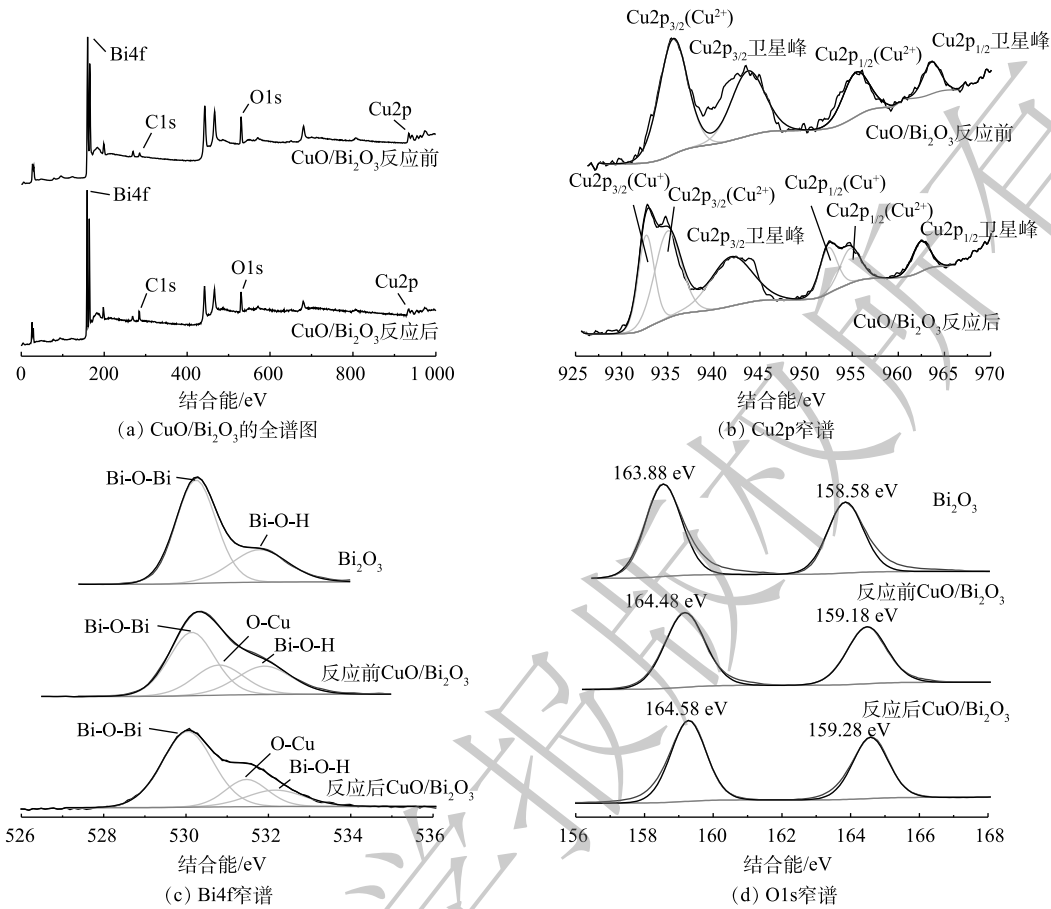 Bi4f
C1s
O1s
Cu2p
CuO/Bi₂O₃反应前
Bi4f
C1s
O1s
Cu2p
CuO/Bi₂O₃反应后
0 200 400 600 800 1 000
结合能/eV
(a) CuO/Bi₂O₃的全谱图
Cu2p₃/₂(Cu²⁺)
Cu2p₃/₂卫星峰
Cu2p₁/₂(Cu²⁺)
Cu2p₁/₂卫星峰
CuO/Bi₂O₃反应前
Cu2p₃/₂(Cu⁺)
Cu2p₃/₂(Cu²⁺)
Cu2p₃/₂卫星峰
Cu2p₁/₂(Cu⁺)
Cu2p₁/₂(Cu²⁺)
Cu2p₁/₂卫星峰
CuO/Bi₂O₃反应后
925 930 935 940 945 950 955 960 965 970
结合能/eV
(b) Cu2p窄谱
Bi-O-Bi
Bi-O-H
Bi₂O₃
Bi-O-Bi
O-Cu
Bi-O-H
反应前CuO/Bi₂O₃
Bi-O-Bi
O-Cu
Bi-O-H
反应后CuO/Bi₂O₃
526 528 530 532 534 536
结合能/eV
(c) Bi4f窄谱
163.88 eV
158.58 eV
Bi₂O₃
164.48 eV
159.18 eV
反应前CuO/Bi₂O₃
164.58 eV
159.28 eV
反应后CuO/Bi₂O₃
156 158 160 162 164 166 168
结合能/eV
(d) O1s窄谱
学报版权所有